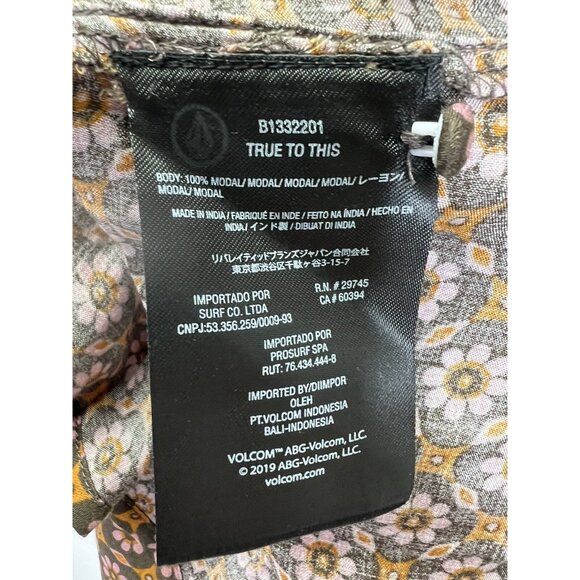 B1332201
TRUE TO THIS
BODY: 100% MODAL/ MODAL/ MODAL/ MODAL/ レーヨン/
MODAL/ MODAL
MADE IN INDIA / FABRIQUÉ EN INDE / FEITO NA ÍNDIA / HECHO EN
INDIA / インド製 / DIBUAT DI INDIA
リバレイティッドブランズジャパン合同会社
東京都渋谷区千駄ヶ谷3-15-7
IMPORTADO POR
SURF CO. LTDA
CNPJ:53.356.259/0009-93
R.N. # 29745
CA # 60394
IMPORTADO POR
PROSURF SPA
RUT: 76.434.444-8
IMPORTED BY/DIIMPOR
OLEH
PT.VOLCOM INDONESIA
BALI-INDONESIA
VOLCOM™ ABG-Volcom, LLC.
© 2019 ABG-Volcom, LLC.
volcom.com